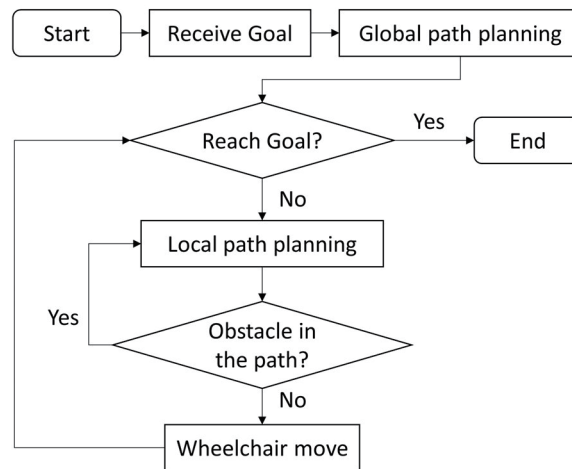 Start
Receive Goal
Global path planning
Reach Goal?
Yes
End
No
Local path planning
Yes
Obstacle in
the path?
No
Wheelchair move